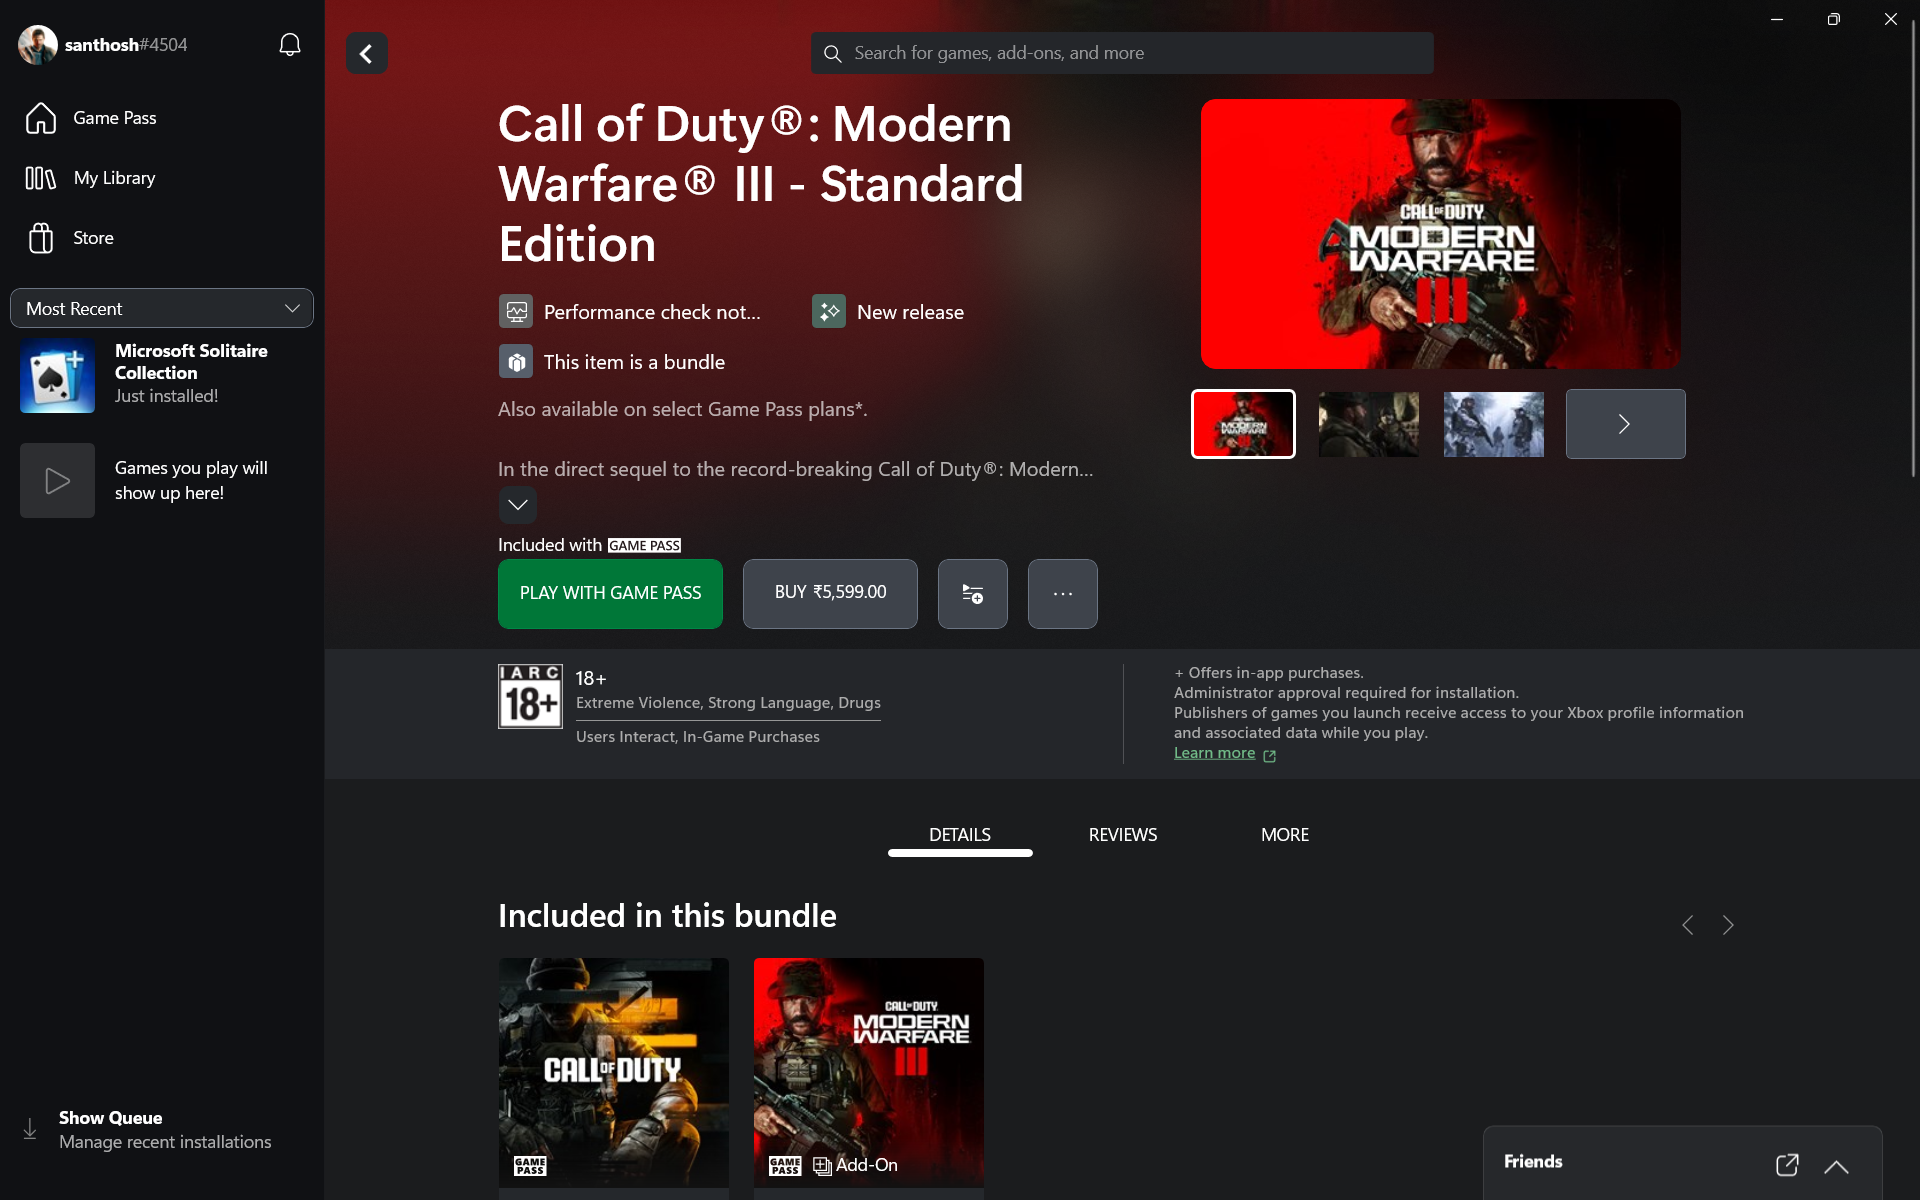 santhosh#4504
Game Pass
My Library
Store
Most Recent
Microsoft Solitaire
Collection
Just installed!
Games you play will
show up here!
Show Queue
Manage recent installations
Search for games, add-ons, and more
Call of Duty®: Modern
Warfare® III - Standard
Edition
Performance check not...
New release
This item is a bundle
Also available on select Game Pass plans*.
In the direct sequel to the record-breaking Call of Duty®: Modern...
Included with GAME PASS
PLAY WITH GAME PASS
BUY ₹5,599.00
CALL OF DUTY
MODERN
WARFARE
III
MODERN
WARFARE
III
IARC
18+
18+
Extreme Violence, Strong Language, Drugs
Users Interact, In-Game Purchases
+ Offers in-app purchases.
Administrator approval required for installation.
Publishers of games you launch receive access to your Xbox profile information
and associated data while you play.
Learn more
DETAILS
REVIEWS
MORE
Included in this bundle
CALL OF DUTY
GAME
PASS
CALL OF DUTY
MODERN
WARFARE
III
GAME
PASS
Add-On
Friends